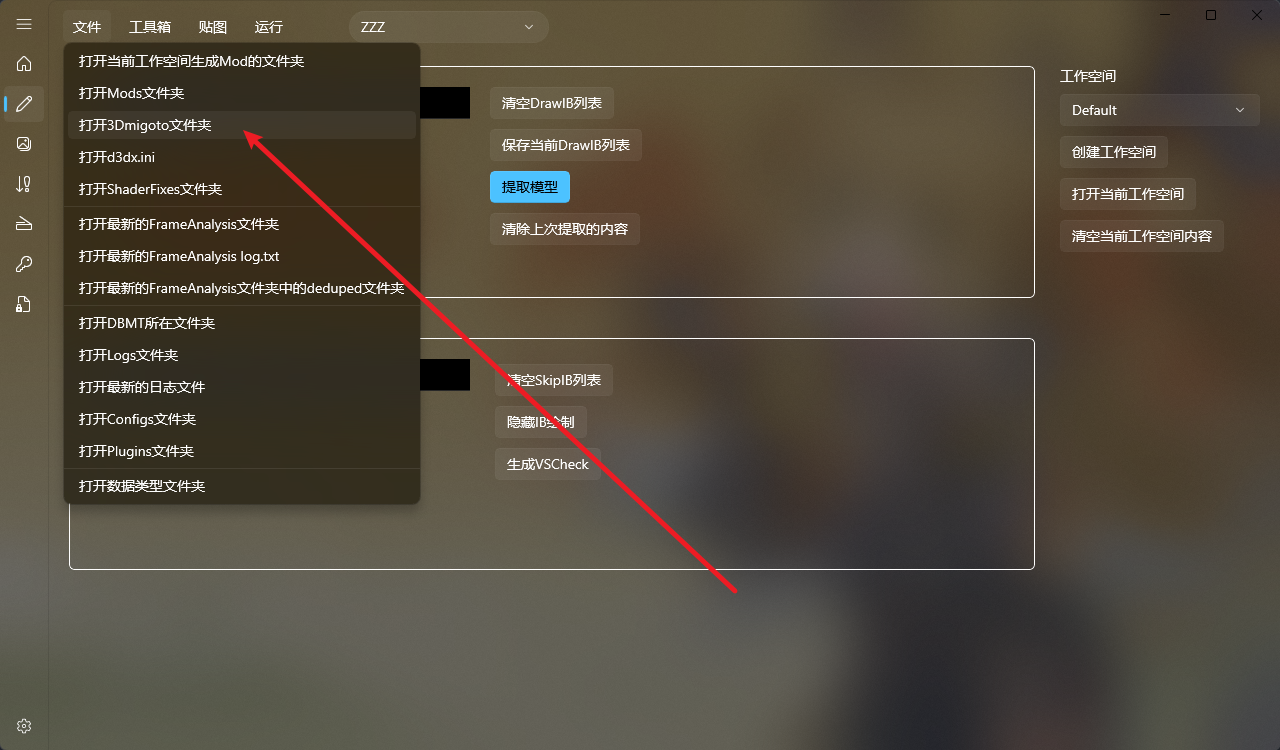 文件 工具箱 贴图 运行 ZZZ
打开当前工作空间生成Mod的文件夹
打开Mods文件夹
打开3Dmigoto文件夹
打开d3dx.ini
打开ShaderFixes文件夹
打开最新的FrameAnalysis文件夹
打开最新的FrameAnalysis log.txt
打开最新的FrameAnalysis文件夹中的deduped文件夹
打开DBMT所在文件夹
打开Logs文件夹
打开最新的日志文件
打开Configs文件夹
打开Plugins文件夹
打开数据类型文件夹
清空DrawIB列表
保存当前DrawIB列表
提取模型
清除上次提取的内容
清空SkipIB列表
隐藏IB绘制
生成VSCheck
工作空间
Default
创建工作空间
打开当前工作空间
清空当前工作空间内容